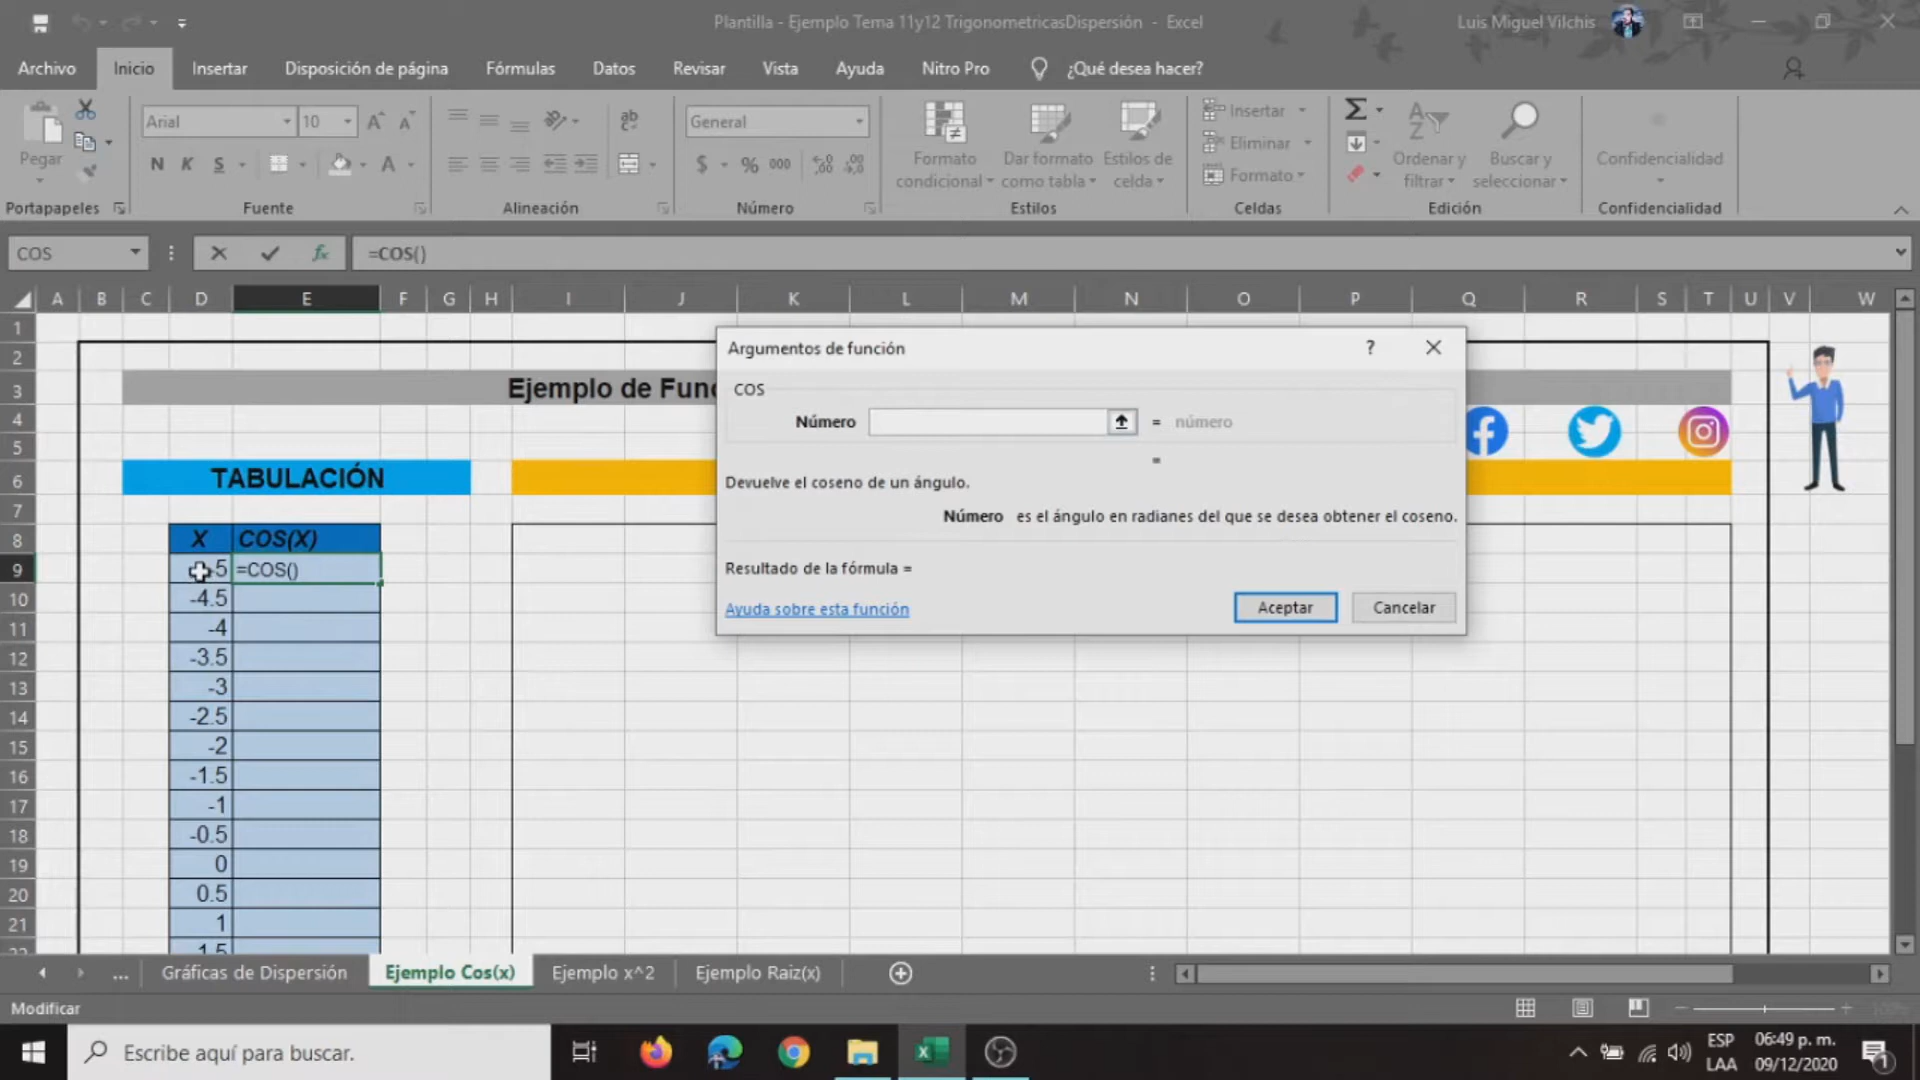 Plantilla - Ejemplo Tema 11y12 TrigonometricasDispersión - Excel
Luis Miguel Vilchis
Archivo
Inicio
Insertar
Disposición de página
Fórmulas
Datos
Revisar
Vista
Ayuda
Nitro Pro
¿Qué desea hacer?
Pegar
Portapapeles
Arial
10
N K S
Fuente
Alineación
General
$ % 000
Número
Formato condicional
Dar formato como tabla
Estilos de celda
Estilos
Insertar
Eliminar
Formato
Celdas
Ordenar y filtrar
Buscar y seleccionar
Edición
Confidencialidad
Confidencialidad
COS
fx
=COS()
A B C D E F G H I J K L M N O P Q R S T U V W
1
2
3 Ejemplo de Func
4
5
6 TABULACIÓN
7
8 X COS(X)
9 5 =COS()
10 -4.5
11 -4
12 -3.5
13 -3
14 -2.5
15 -2
16 -1.5
17 -1
18 -0.5
19 0
20 0.5
21 1
22 1.5
Argumentos de función
?
COS
Número
= número
=
Devuelve el coseno de un ángulo.
Número es el ángulo en radianes del que se desea obtener el coseno.
Resultado de la fórmula =
Ayuda sobre esta función
Aceptar
Cancelar
...
Gráficas de Dispersión
Ejemplo Cos(x)
Ejemplo x^2
Ejemplo Raiz(x)
Modificar
100%
Escribe aquí para buscar.
ESP
LAA
06:49 p. m.
09/12/2020
1